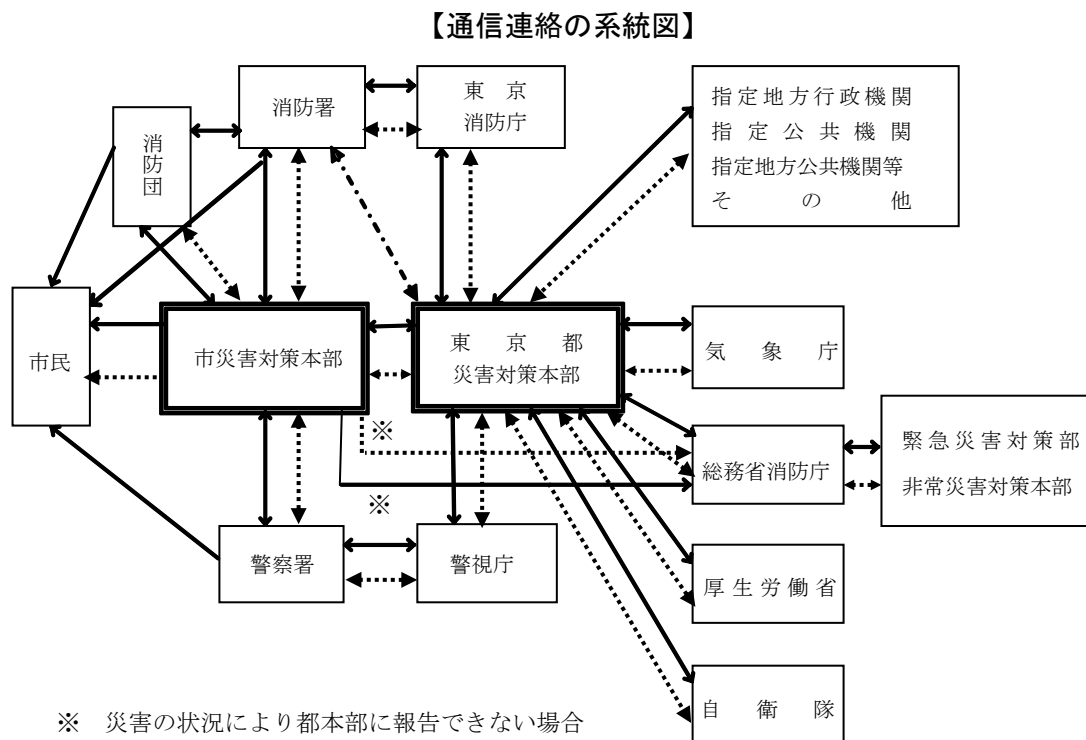 【通信連絡の系統図】
消防署
東京
消防庁
指定地方行政機関
指定公共機関
指定地方公共機関等
その他
消防団
市民
市災害対策本部
東京都
災害対策本部
気象庁
※
※
総務省消防庁
緊急災害対策部
非常災害対策本部
警察署
警視庁
厚生労働省
自衛隊
※ 災害の状況により都本部に報告できない場合